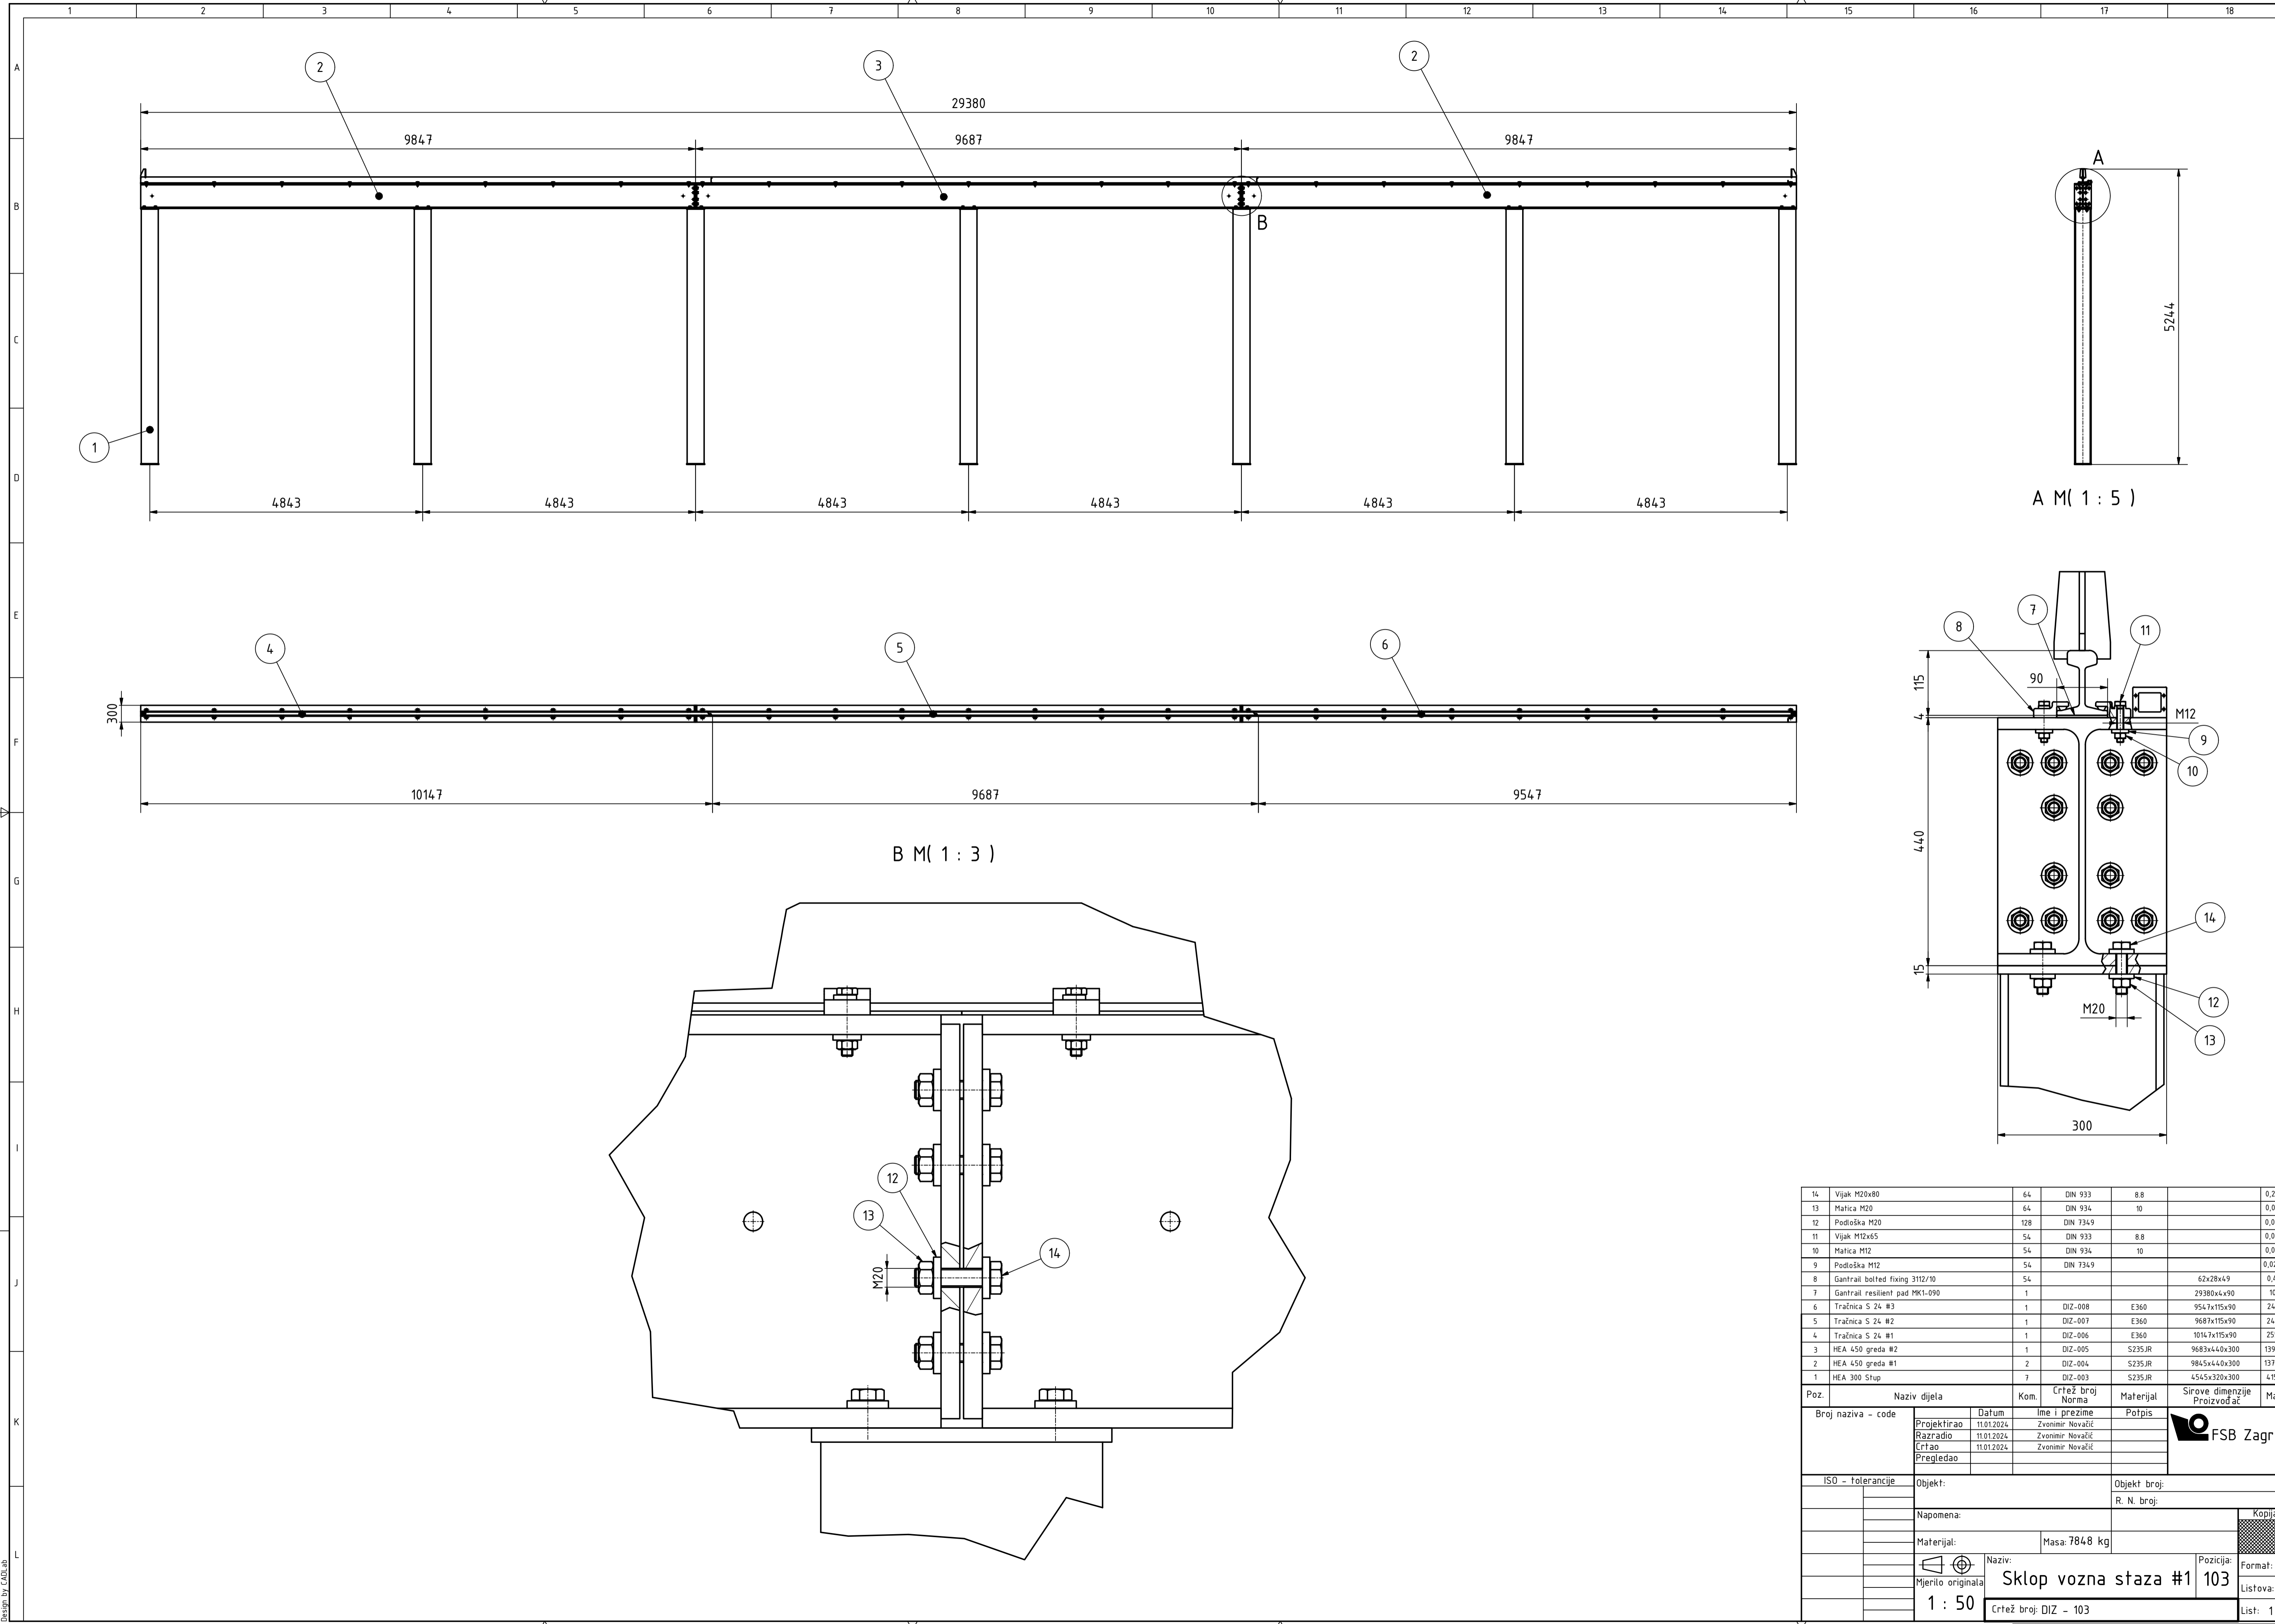 1 2 3 4 5 6 7 8 9 10 11 12 13 14 15 16 17 18
A
B
C
D
E
F
G
H
I
J
K
L
2
3
2
29380
9847 9687 9847
B
1
4843 4843 4843 4843 4843 4843
A
5244
A M( 1 : 5 )
4
5
6
300
10147 9687 9547
B M( 1 : 3 )
7
8
11
115
90
4
M12
9
10
440
14
15
12
M20
13
300
12
13
14
M20
14 Vijak M20x80 64 DIN 933 8.8
13 Matica M20 64 DIN 934 10
12 Podloška M20 128 DIN 7349
11 Vijak M12x65 54 DIN 933 8.8
10 Matica M12 54 DIN 934 10
9 Podloška M12 54 DIN 7349
8 Gantrail bolted fixing 3112/10 54 62x28x49
7 Gantrail resilient pad MK1-090 1 29380x4x90
6 Tračnica S 24 #3 1 DIZ-008 E360 9547x115x90
5 Tračnica S 24 #2 1 DIZ-007 E360 9687x115x90
4 Tračnica S 24 #1 1 DIZ-006 E360 10147x115x90
3 HEA 450 greda #2 1 DIZ-005 S235JR 9683x440x300
2 HEA 450 greda #1 2 DIZ-004 S235JR 9845x440x300
1 HEA 300 Stup 7 DIZ-003 S235JR 4545x320x300
Poz. Naziv dijela Kom. Crtež broj Norma Materijal Sirove dimenzije Proizvođač
Broj naziva - code
Datum Ime i prezime Potpis
Projektirao 11.01.2024 Zvonimir Novačić
Razradio 11.01.2024 Zvonimir Novačić
Crtao 11.01.2024 Zvonimir Novačić
Pregledao
FSB Zagr
ISO - tolerancije
Objekt: Objekt broj:
R. N. broj:
Napomena:
Kopija
Materijal: Masa: 7848 kg
Naziv: Pozicija:
Sklop vozna staza #1 103
Format:
Mjerilo originala
1 : 50
Listova:
Crtež broj: DIZ - 103
List: 1
Design by CADLab